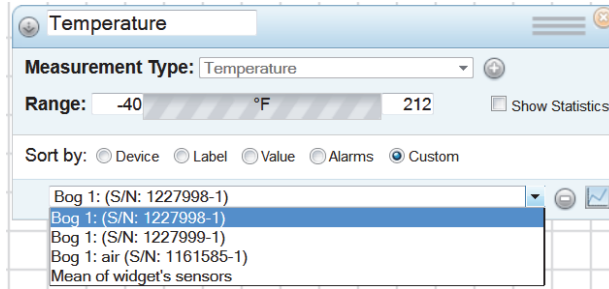 Temperature
Measurement Type: Temperature
Range: -40 °F 212 Show Statistics
Sort by: Device Label Value Alarms Custom
Bog 1: (S/N: 1227998-1)
Bog 1: (S/N: 1227998-1)
Bog 1: (S/N: 1227999-1)
Bog 1: air (S/N: 1161585-1)
Mean of widget's sensors